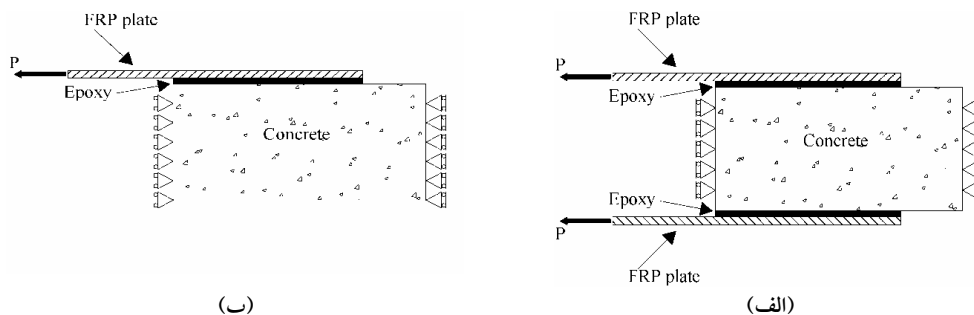 FRP plate
P
Epoxy
Concrete
(ب)
FRP plate
P
Epoxy
Concrete
Epoxy
P
FRP plate
(الف)